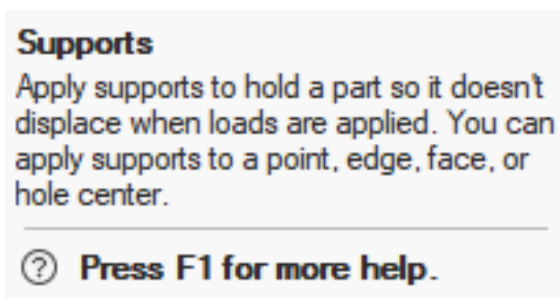 Supports
Apply supports to hold a part so it doesn't
displace when loads are applied. You can
apply supports to a point, edge, face, or
hole center.
Press F1 for more help.